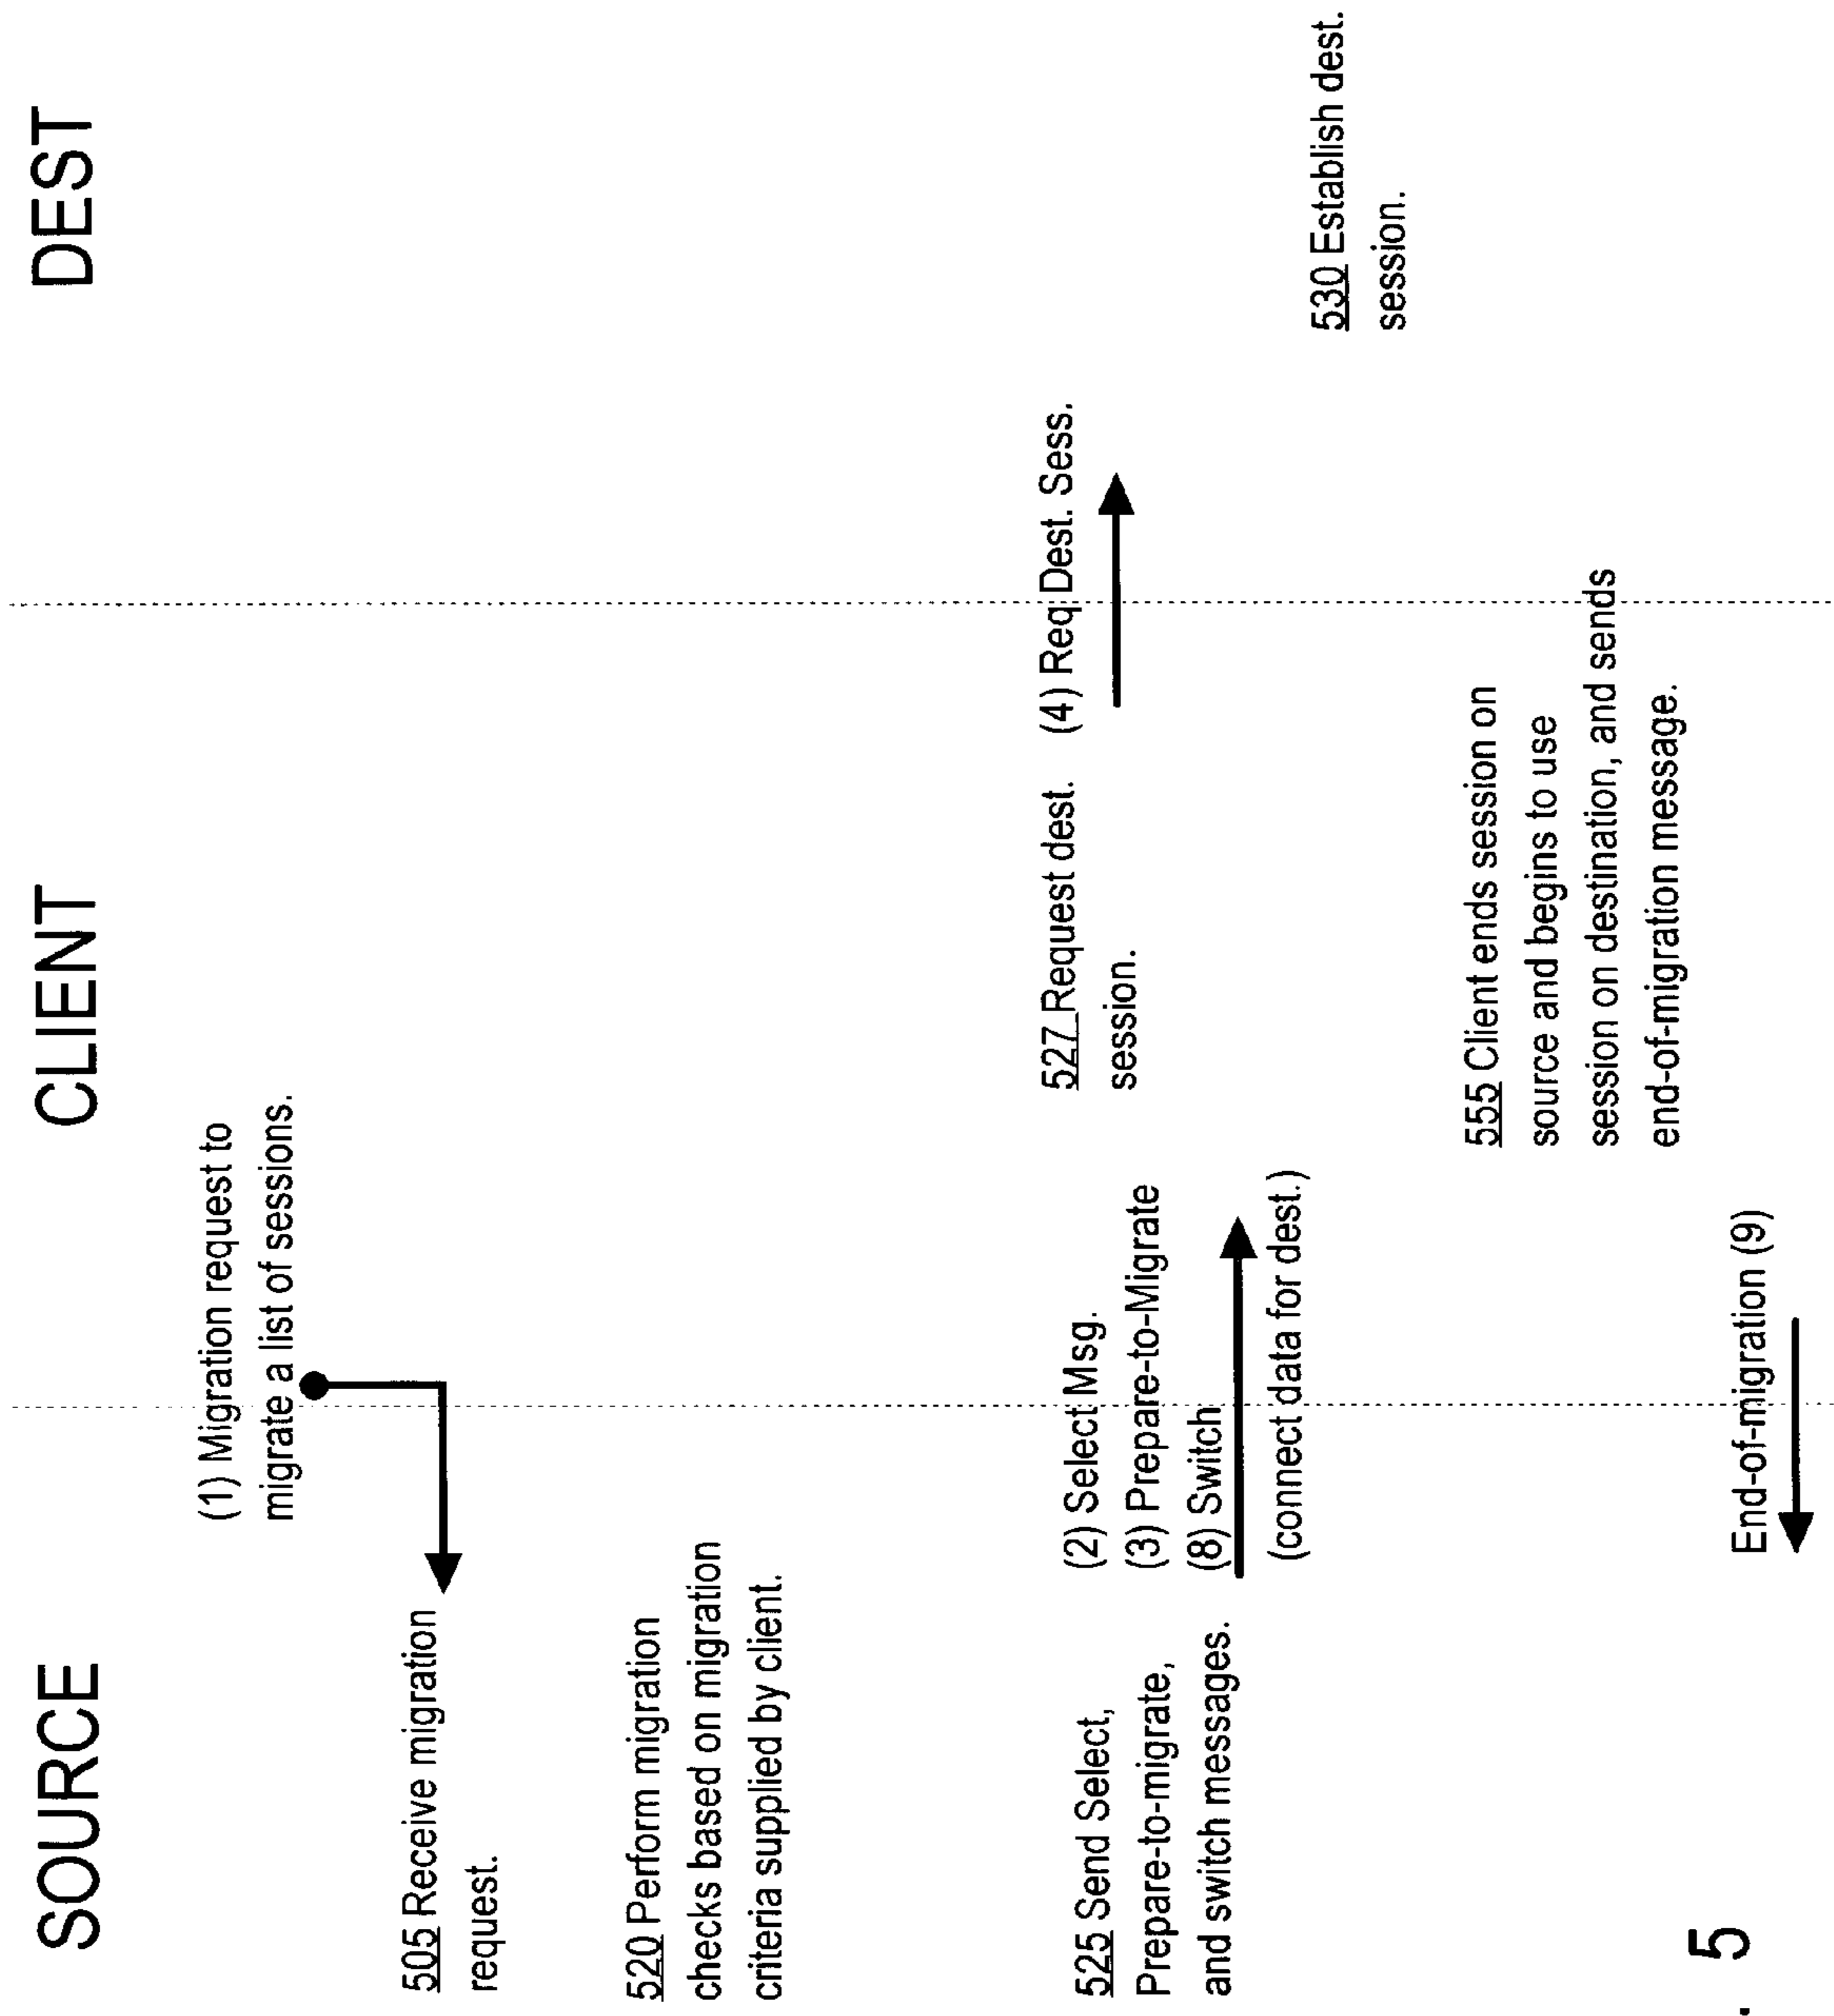 SOURCE
CLIENT
DEST
(1) Migration request to
migrate a list of sessions.
505 Receive migration
request.
520 Perform migration
checks based on migration
criteria supplied by client.
525 Send Select,
Prepare-to-migrate,
and switch messages.
(2) Select Msg.
(3) Prepare-to-Migrate
(8) Switch
(connect data for dest.)
527 Request dest.
session.
(4) Req Dest. Sess.
530 Establish dest.
session.
555 Client ends session on
source and begins to use
session on destination, and sends
end-of-migration message.
End-of-migration (9)
. 5